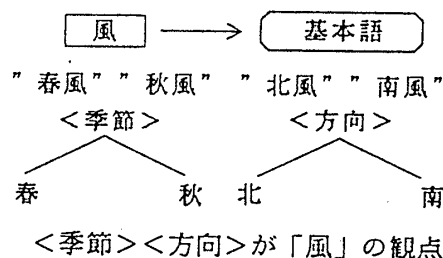 風 基本語
”春風” ”秋風” ”北風” ”南風”
＜季節＞ ＜方向＞
春 秋 北 南
＜季節＞＜方向＞が「風」の観点